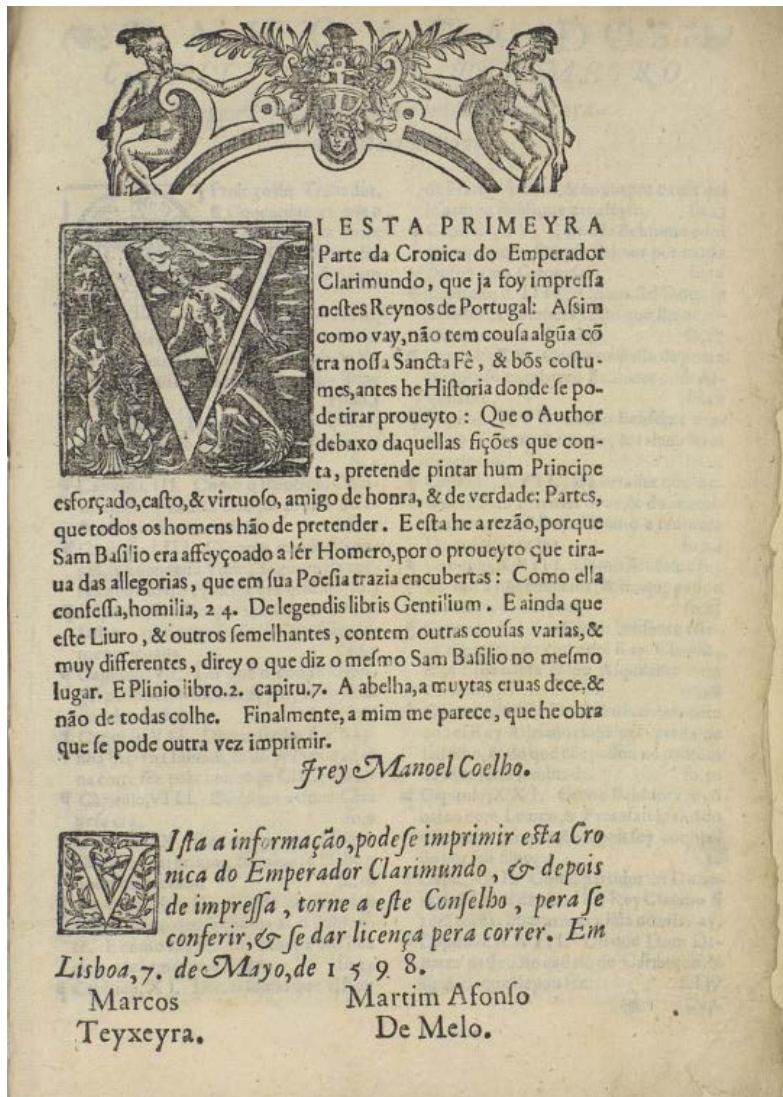 VI ESTA PRIMEYRA
Parte da Cronica do Emperador
Clarimundo, que ja foy impreſſa
neſtes Reynos de Portugal: Aſsim
como vay, não tem couſa algũa cõ
tra noſſa Sancta Fê, & bõs coſtu-
mes, antes he Hiſtoria donde ſe po-
de tirar proueyto: Que o Author
debaxo daquellas fições que con-
ta, pretende pintar hum Principe
esforçado, caſto, & virtuoſo, amigo de honra, & de verdade: Partes,
que todos os homens hão de pretender. E eſta he a rezão, porque
Sam Baſilio era affeyçoado a lér Homero, por o proueyto que tira-
ua das allegorias, que em ſua Poeſia trazia encubertas: Como ella
confeſſa, homilia, 24. De legendis libris Gentilium. E ainda que
eſte Liuro, & outros ſemelhantes, contem outras couſas varias, &
muy differentes, direy o que diz o meſmo Sam Baſilio no meſmo
lugar. E Plinio libro.2. capitu.7. A abelha, a muytas eruas dece, &
não de todas colhe. Finalmente, a mim me parece, que he obra
que ſe pode outra vez imprimir.
Frey Manoel Coelho.
VIſta a informação, podeſe imprimir eſta Cro
nica do Emperador Clarimundo, & depois
de impreſſa, torne a eſte Conſelho, pera ſe
conferir, & ſe dar licença pera correr. Em
Lisboa, 7. de Mayo, de 1598.
Marcos Martim Afonſo
Teyxeyra. De Melo.